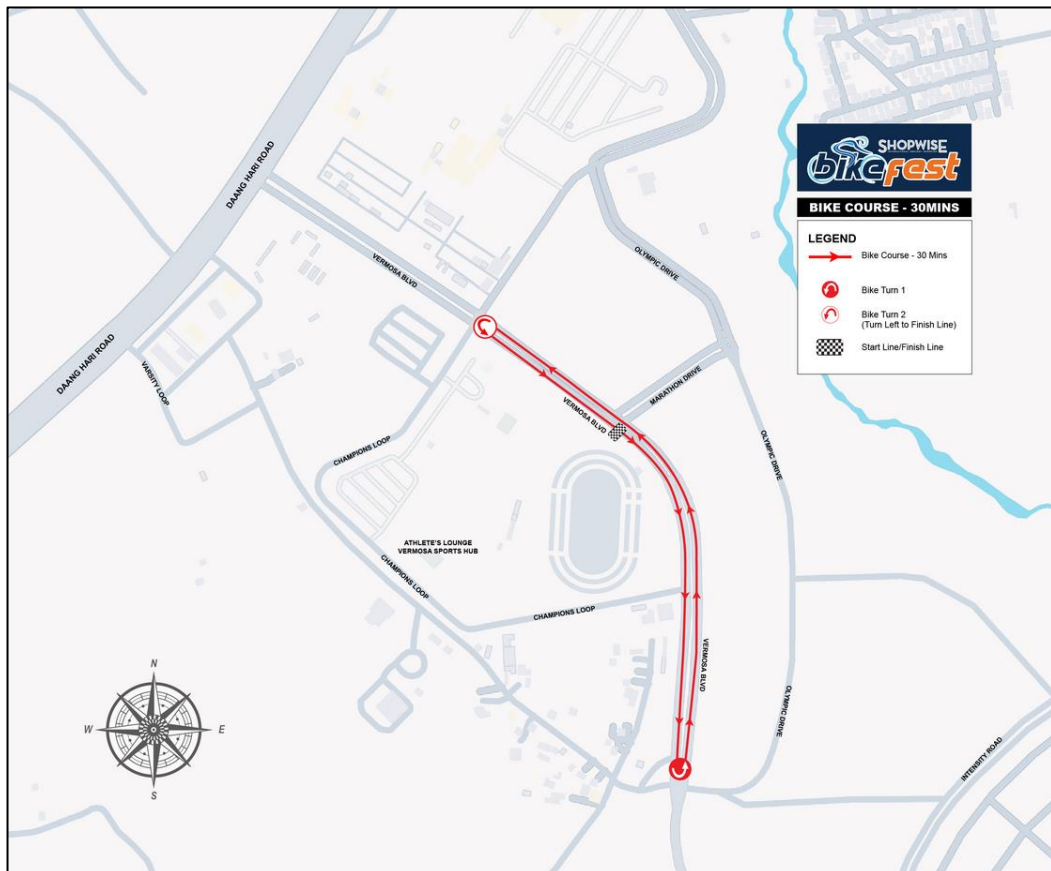 DAANG HARI ROAD
DAANG HARI ROAD
VERMOSA BLVD
VARSITY LOOP
CHAMPIONS LOOP
OLYMPIC DRIVE
MARATHON DRIVE
VERMOSA BLVD
OLYMPIC DRIVE
ATHLETE'S LOUNGE
VERMOSA SPORTS HUB
CHAMPIONS LOOP
CHAMPIONS LOOP
VERMOSA BLVD
OLYMPIC DRIVE
INTENSITY ROAD
N
W
E
S
SHOPWISE
bikefest
BIKE COURSE - 30MINS
LEGEND
Bike Course - 30 Mins
Bike Turn 1
Bike Turn 2
(Turn Left to Finish Line)
Start Line/Finish Line